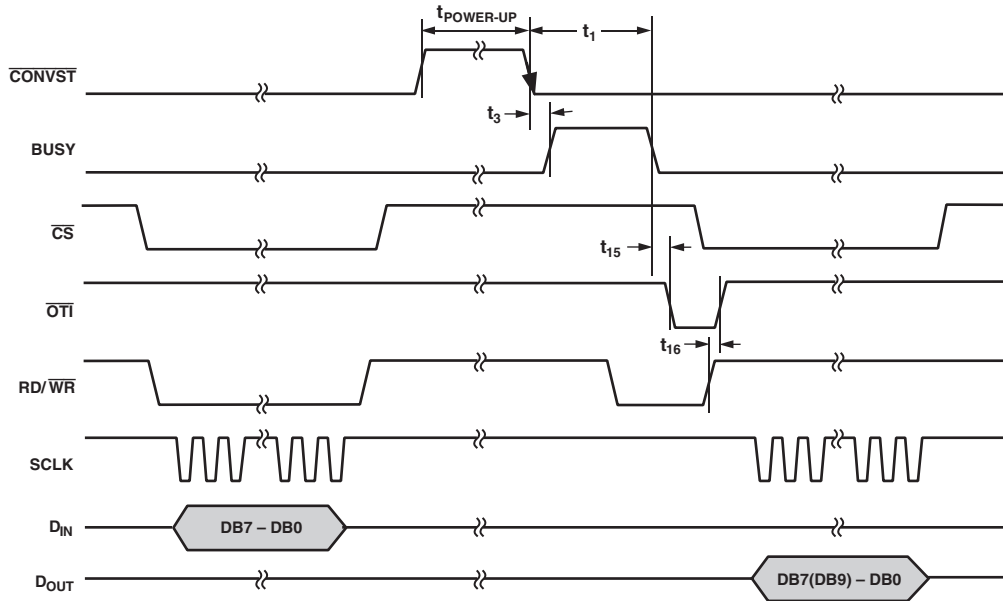 tPOWER-UP
t1
CONVST
t3
BUSY
CS
t15
OTI
t16
RD/WR
SCLK
DIN
DB7 – DB0
DOUT
DB7(DB9) – DB0